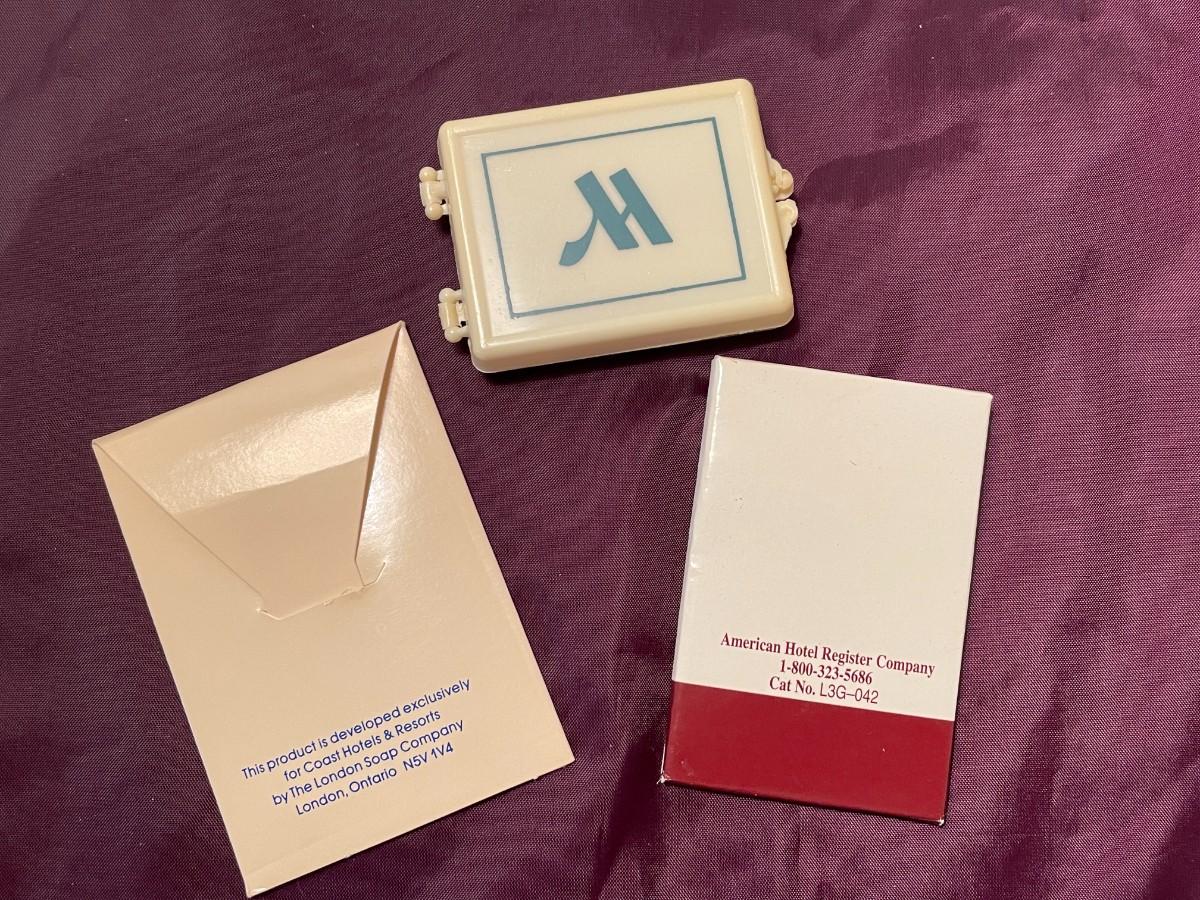 M
This product is developed exclusively
for Coast Hotels & Resorts
by The London Soap Company
London, Ontario N5V 1V4
American Hotel Register Company
1-800-323-5686
Cat No. L3G-042